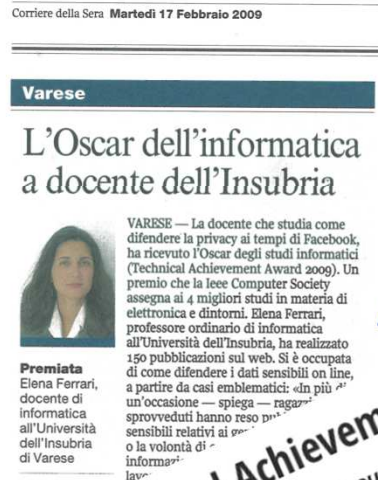 Corriere della Sera Martedì 17 Febbraio 2009
Varese
L'Oscar dell'informatica
a docente dell'Insubria
Premiata
Elena Ferrari,
docente di
informatica
all'Università
dell'Insubria
di Varese
VARESE — La docente che studia come
difendere la privacy ai tempi di Facebook,
ha ricevuto l'Oscar degli studi informatici
(Technical Achievement Award 2009). Un
premio che la Ieee Computer Society
assegna ai 4 migliori studi in materia di
elettronica e dintorni. Elena Ferrari,
professore ordinario di informatica
all'Università dell'Insubria, ha realizzato
150 pubblicazioni sul web. Si è occupata
di come difendere i dati sensibili on line,
a partire da casi emblematici: «In più
un'occasione — spiega —
sprovveduti hanno reso
sensibili relativi ai
o la volontà di